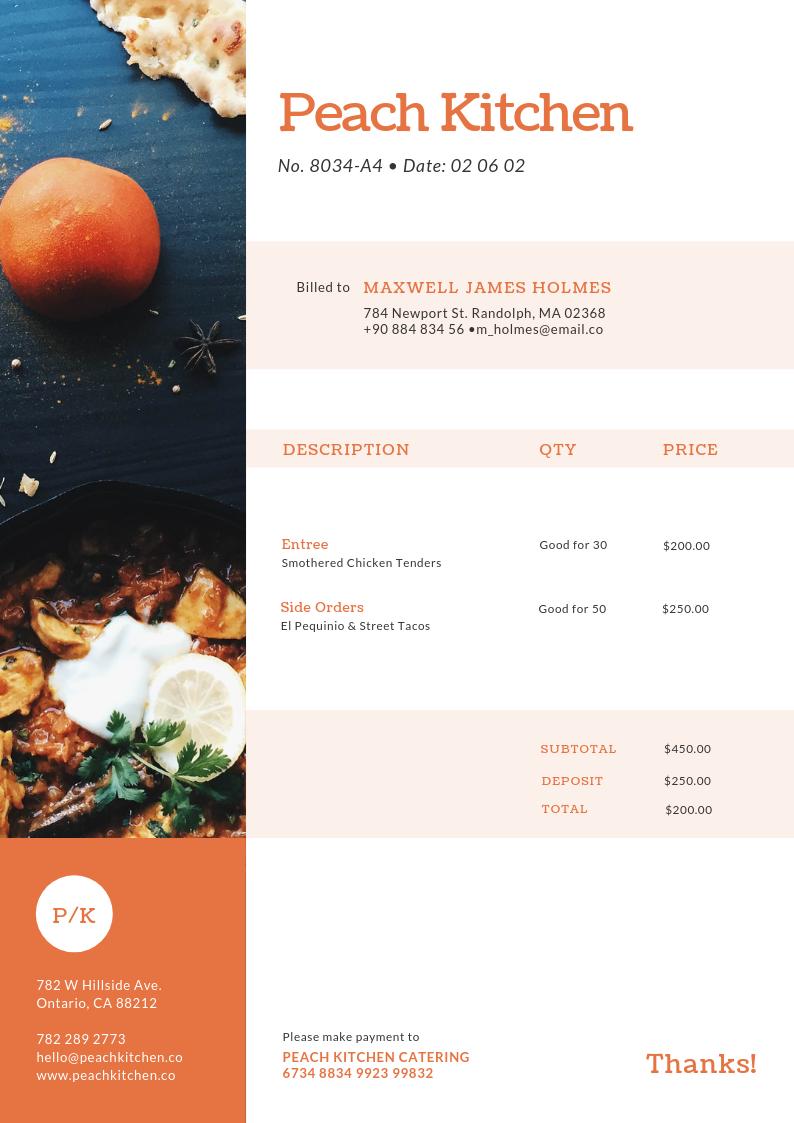 Peach Kitchen
No. 8034-A4 • Date: 02 06 02
Billed to MAXWELL JAMES HOLMES
784 Newport St. Randolph, MA 02368
+90 884 834 56 •m_holmes@email.co
DESCRIPTION QTY PRICE
Entree Good for 30 $200.00
Smothered Chicken Tenders
Side Orders Good for 50 $250.00
El Pequinio & Street Tacos
SUBTOTAL $450.00
DEPOSIT $250.00
TOTAL $200.00
P/K
782 W Hillside Ave.
Ontario, CA 88212
782 289 2773
hello@peachkitchen.co
www.peachkitchen.co
Please make payment to
PEACH KITCHEN CATERING
6734 8834 9923 99832
Thanks!